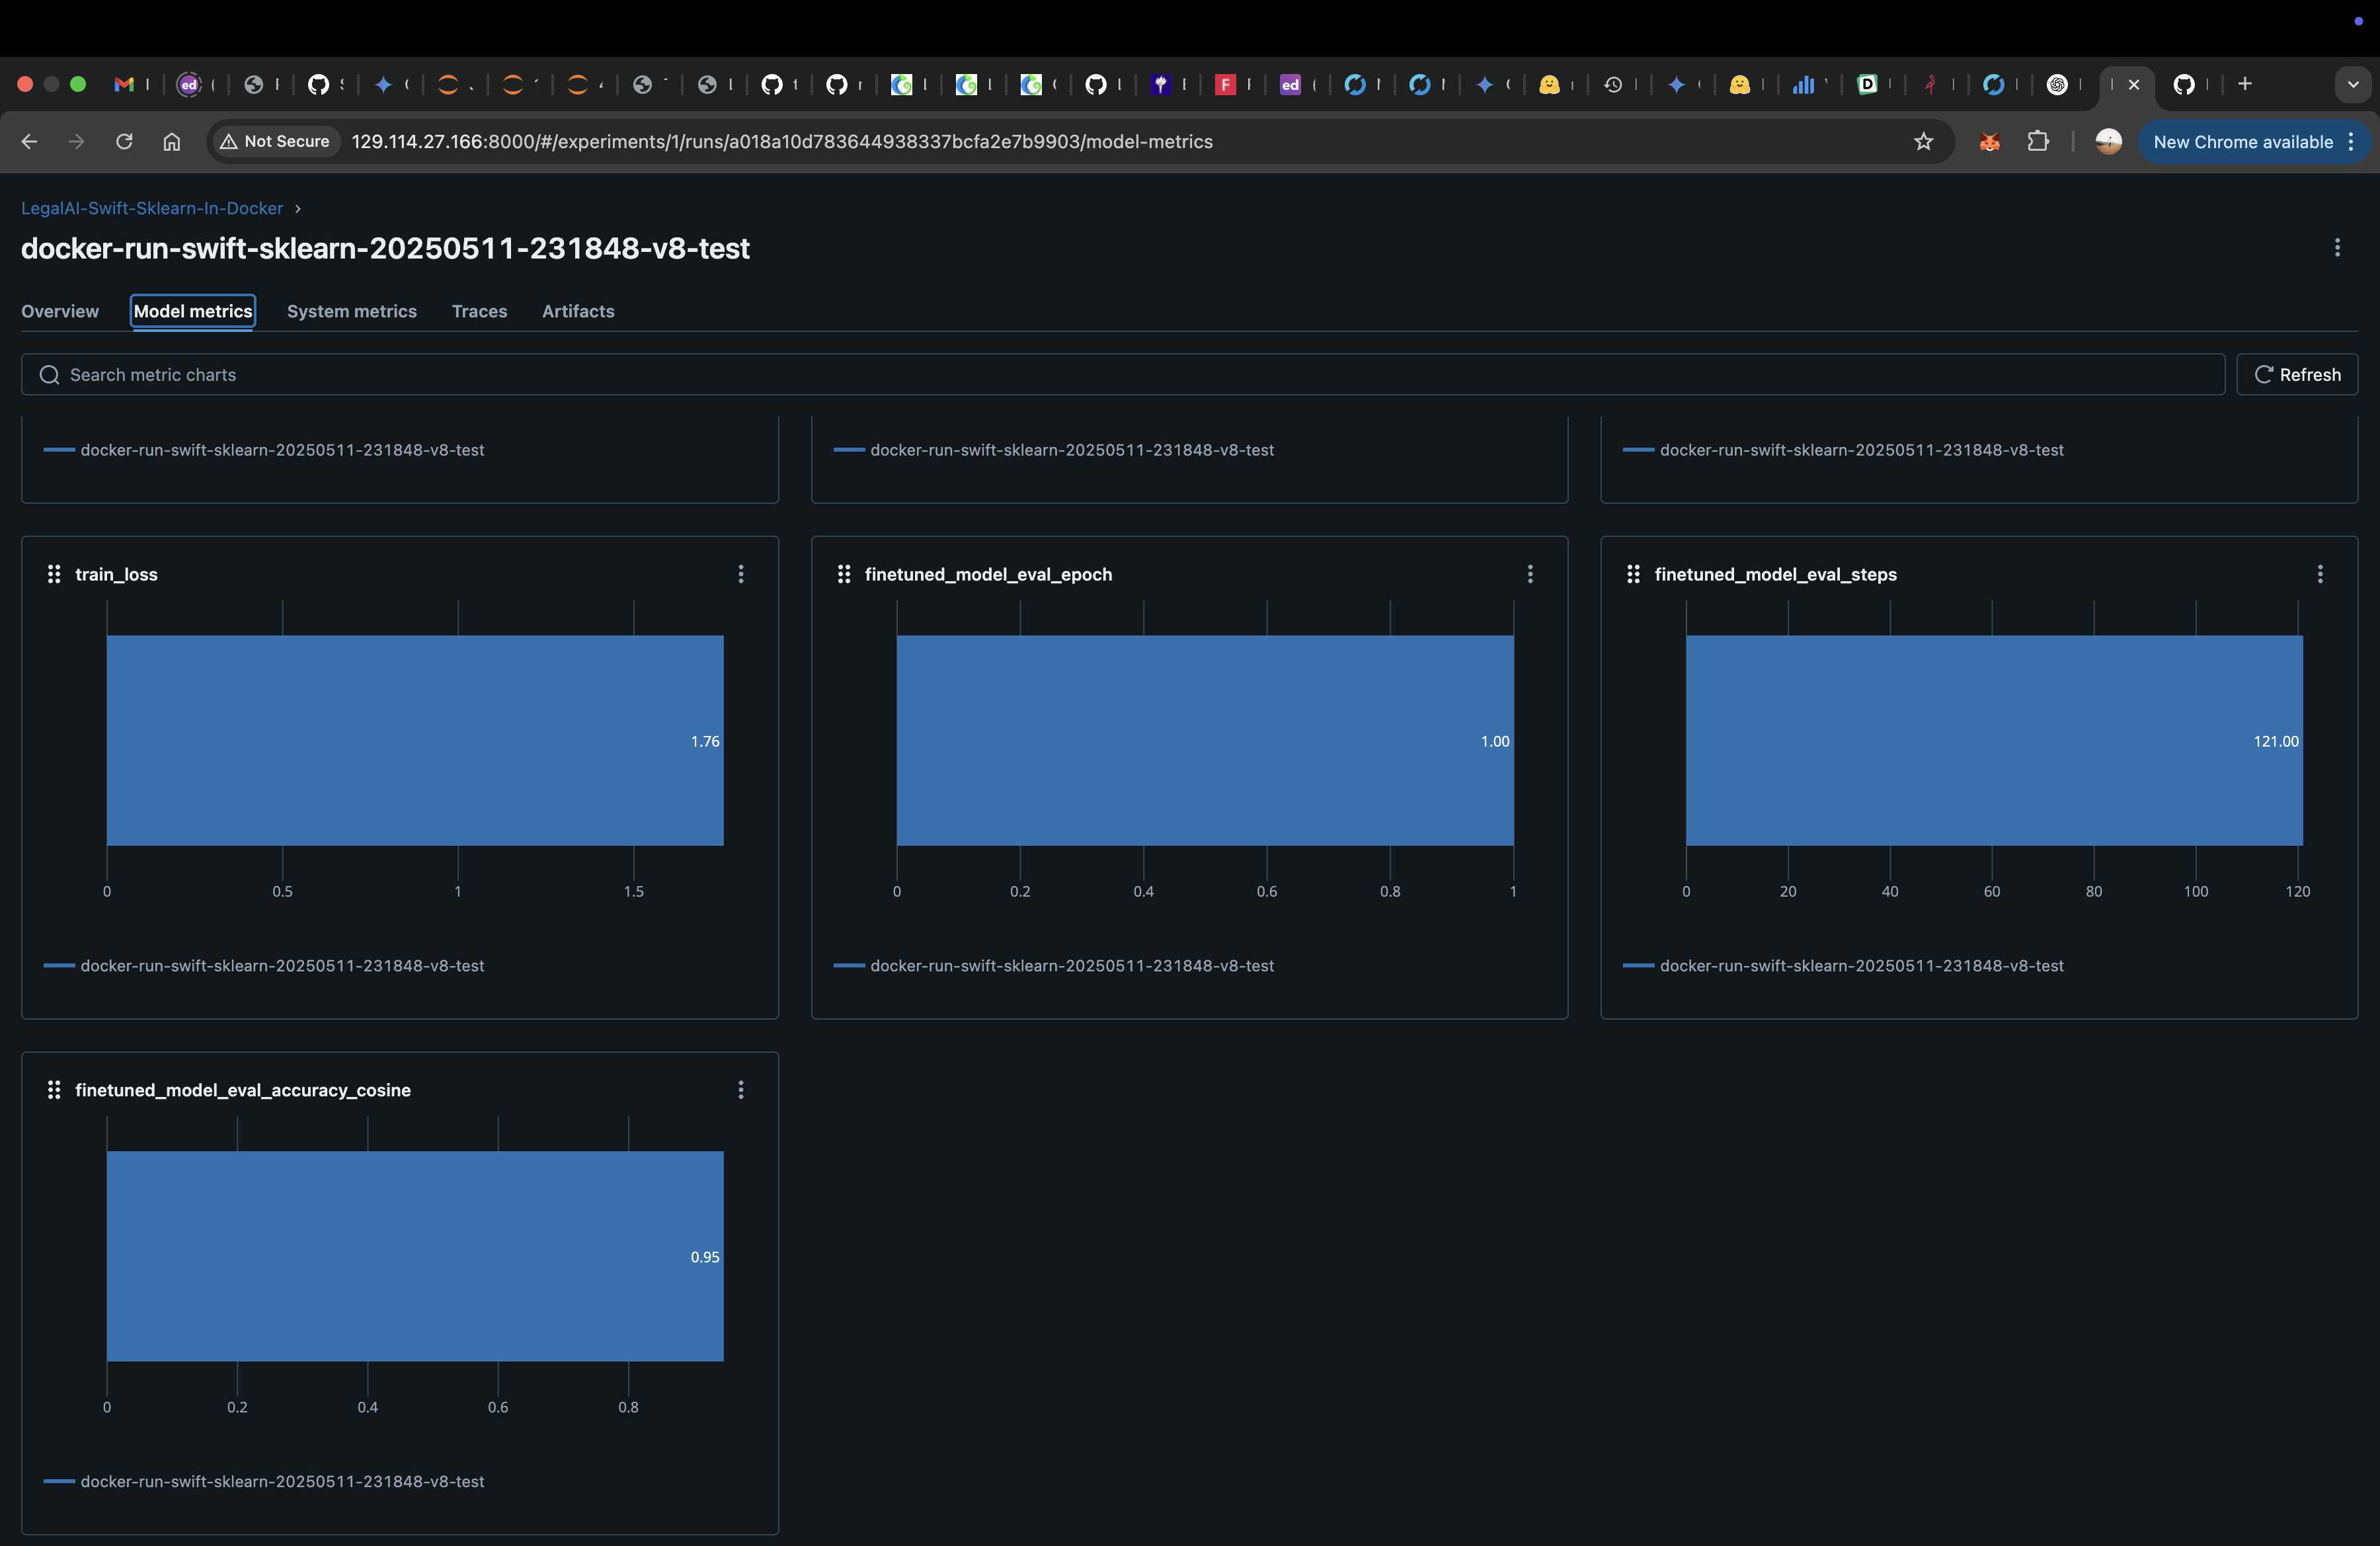 Not Secure 129.114.27.166:8000/#/experiments/1/runs/a018a10d783644938337bcfa2e7b9903/model-metrics New Chrome available
LegalAI-Swift-Sklearn-In-Docker
docker-run-swift-sklearn-20250511-231848-v8-test
Overview Model metrics System metrics Traces Artifacts
Search metric charts Refresh
docker-run-swift-sklearn-20250511-231848-v8-test docker-run-swift-sklearn-20250511-231848-v8-test docker-run-swift-sklearn-20250511-231848-v8-test
train_loss
1.76
0 0.5 1 1.5
docker-run-swift-sklearn-20250511-231848-v8-test
finetuned_model_eval_epoch
1.00
0 0.2 0.4 0.6 0.8 1
docker-run-swift-sklearn-20250511-231848-v8-test
finetuned_model_eval_steps
121.00
0 20 40 60 80 100 120
docker-run-swift-sklearn-20250511-231848-v8-test
finetuned_model_eval_accuracy_cosine
0.95
0 0.2 0.4 0.6 0.8
docker-run-swift-sklearn-20250511-231848-v8-test